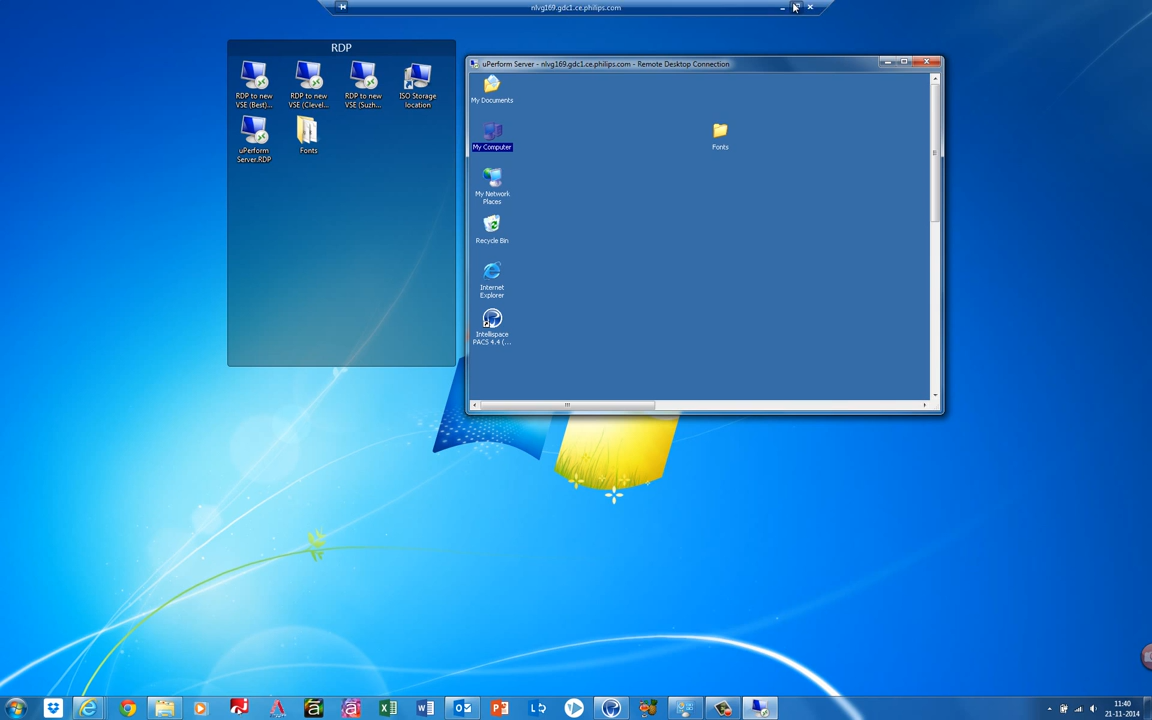 nlvg169.gdc1.ce.philips.com
RDP
RDP to new
VSE (Best)...
RDP to new
VSE (Clevel...
RDP to new
VSE (Suzh...
ISO Storage
location
uPerform
Server.RDP
Fonts
uPerform Server - nlvg169.gdc1.ce.philips.com - Remote Desktop Connection
My Documents
My Computer
My Network
Places
Recycle Bin
Internet
Explorer
Intellispace
PACS 4.4 (...
Fonts
11:40
21-11-2014